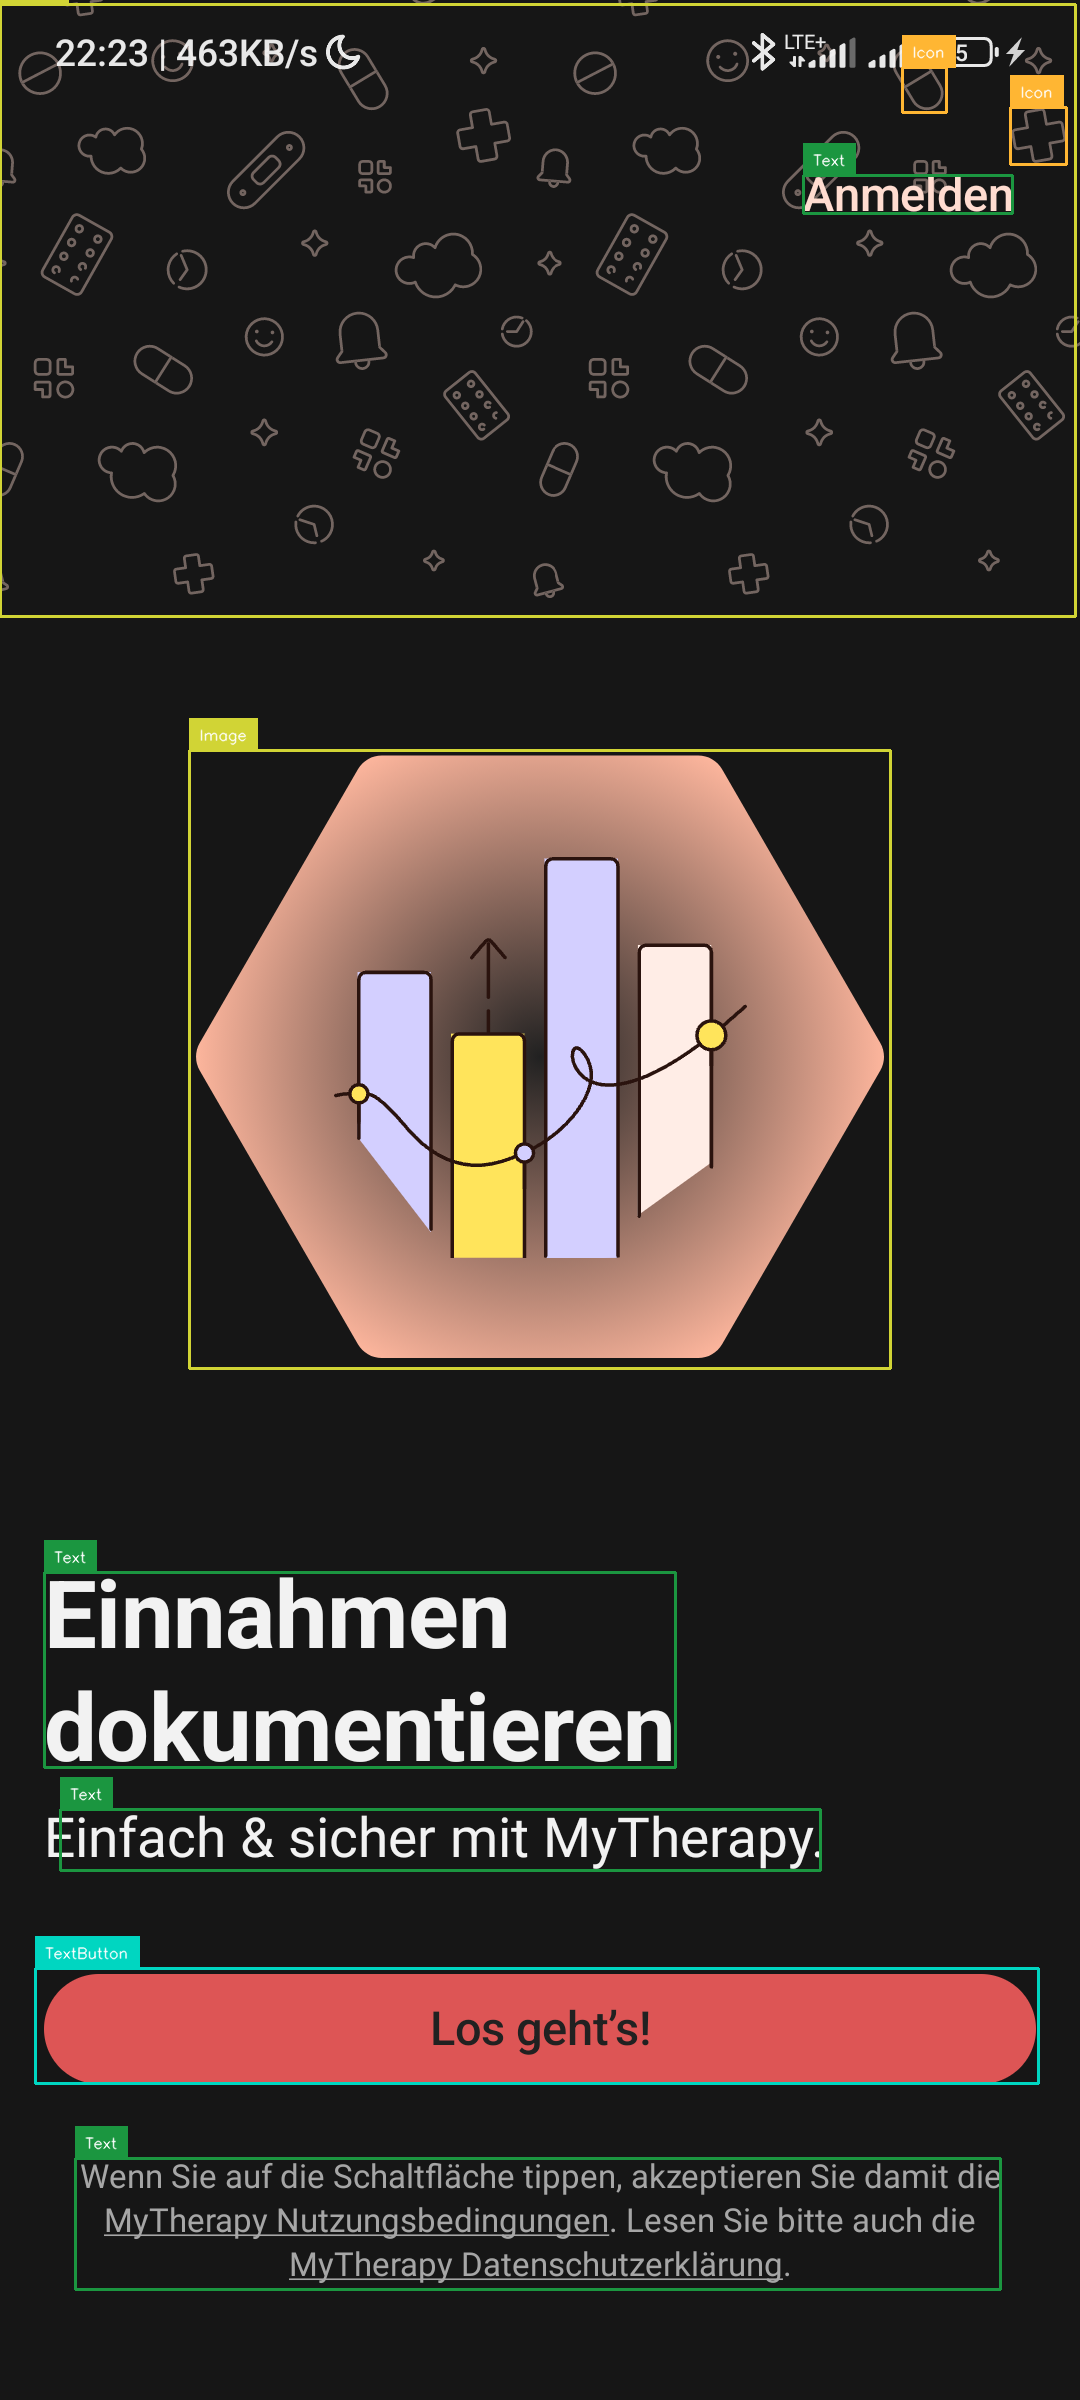 22:23 | 463KB/s
LTE+
Icon
5
Icon
Text
Anmelden
Image
Text
Einnahmen
dokumentieren
Text
Einfach & sicher mit MyTherapy.
TextButton
Los geht’s!
Text
Wenn Sie auf die Schaltfläche tippen, akzeptieren Sie damit die
MyTherapy Nutzungsbedingungen. Lesen Sie bitte auch die
MyTherapy Datenschutzerklärung.